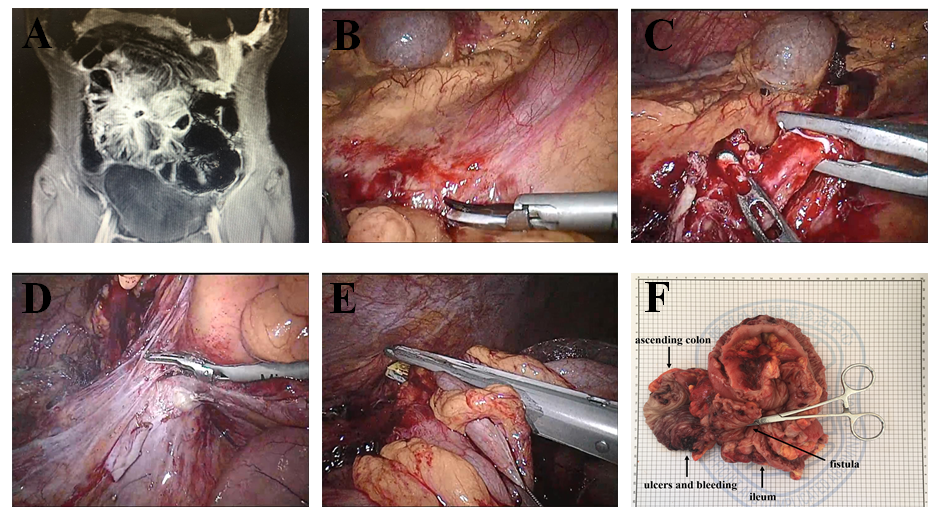 A
B
C
D
E
F
ascending colon
fistula
ulcers and bleeding
ileum